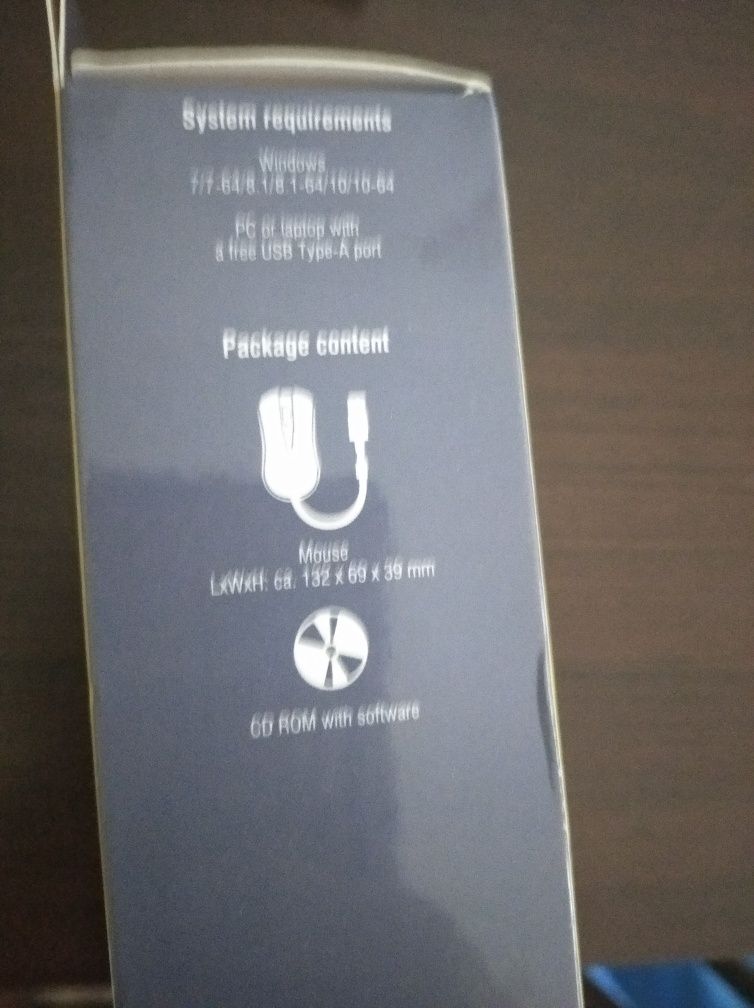 System requirements
Windows
7/7-64/8.1/8.1-64/10/10-64
PC or laptop with
a free USB Type-A port
Package content
Mouse
LxWxH: ca. 132 x 69 x 39 mm
CD ROM with software